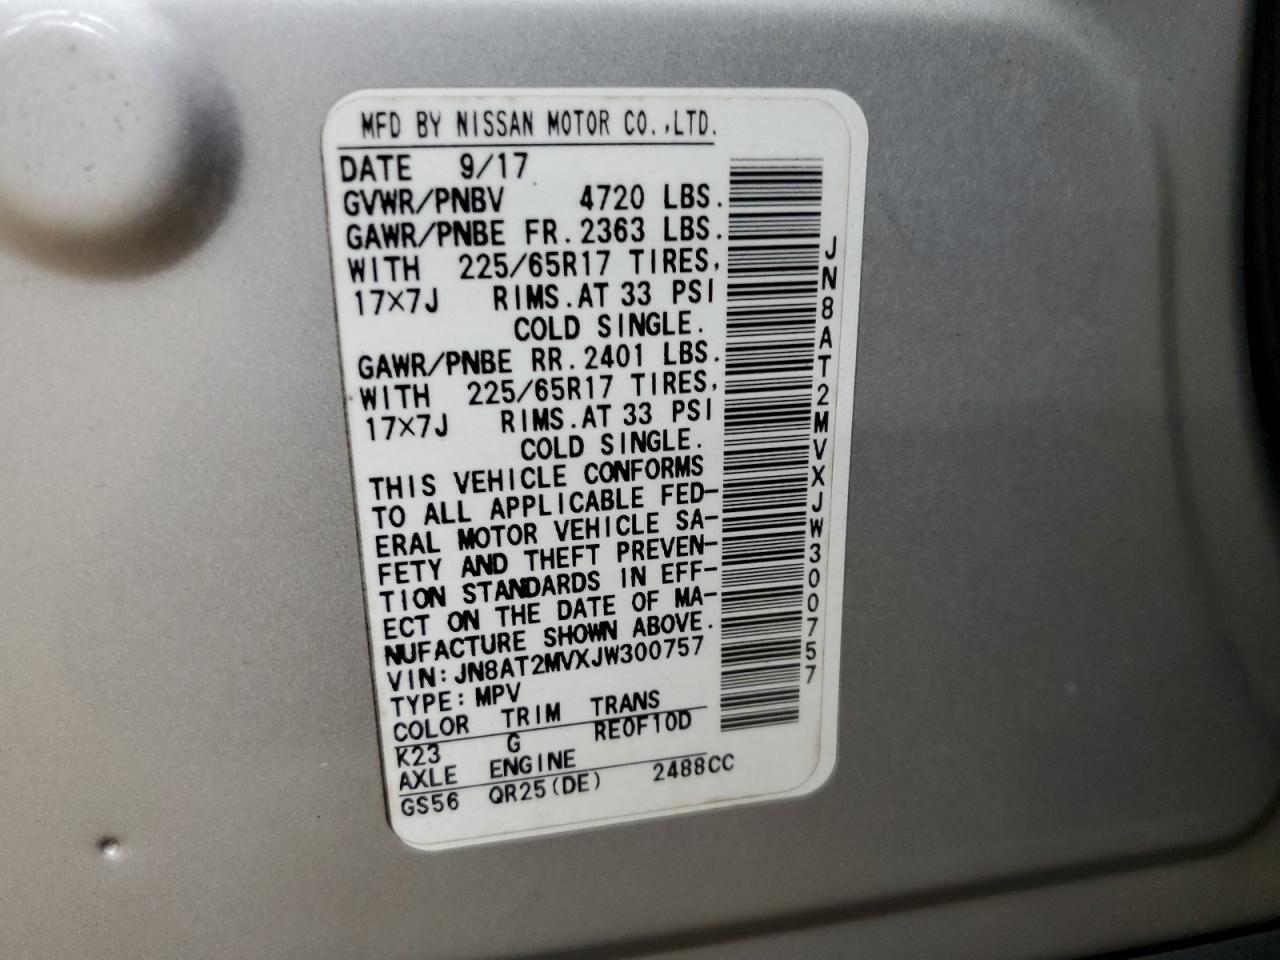 MFD BY NISSAN MOTOR CO.,LTD.
DATE 9/17
GVWR/PNBV 4720 LBS.
GAWR/PNBE FR.2363 LBS.
WITH 225/65R17 TIRES,
17×7J RIMS.AT 33 PSI
COLD SINGLE.
GAWR/PNBE RR.2401 LBS.
WITH 225/65R17 TIRES,
17×7J RIMS.AT 33 PSI
COLD SINGLE.
THIS VEHICLE CONFORMS
TO ALL APPLICABLE FED-
ERAL MOTOR VEHICLE SA-
FETY AND THEFT PREVEN-
TION STANDARDS IN EFF-
ECT ON THE DATE OF MA-
NUFACTURE SHOWN ABOVE.
VIN:JN8AT2MVXJW300757
TYPE:MPV
COLOR TRIM TRANS
K23 G RE0F10D
AXLE ENGINE
GS56 QR25(DE) 2488CC
JN8AT2MVXJW300757